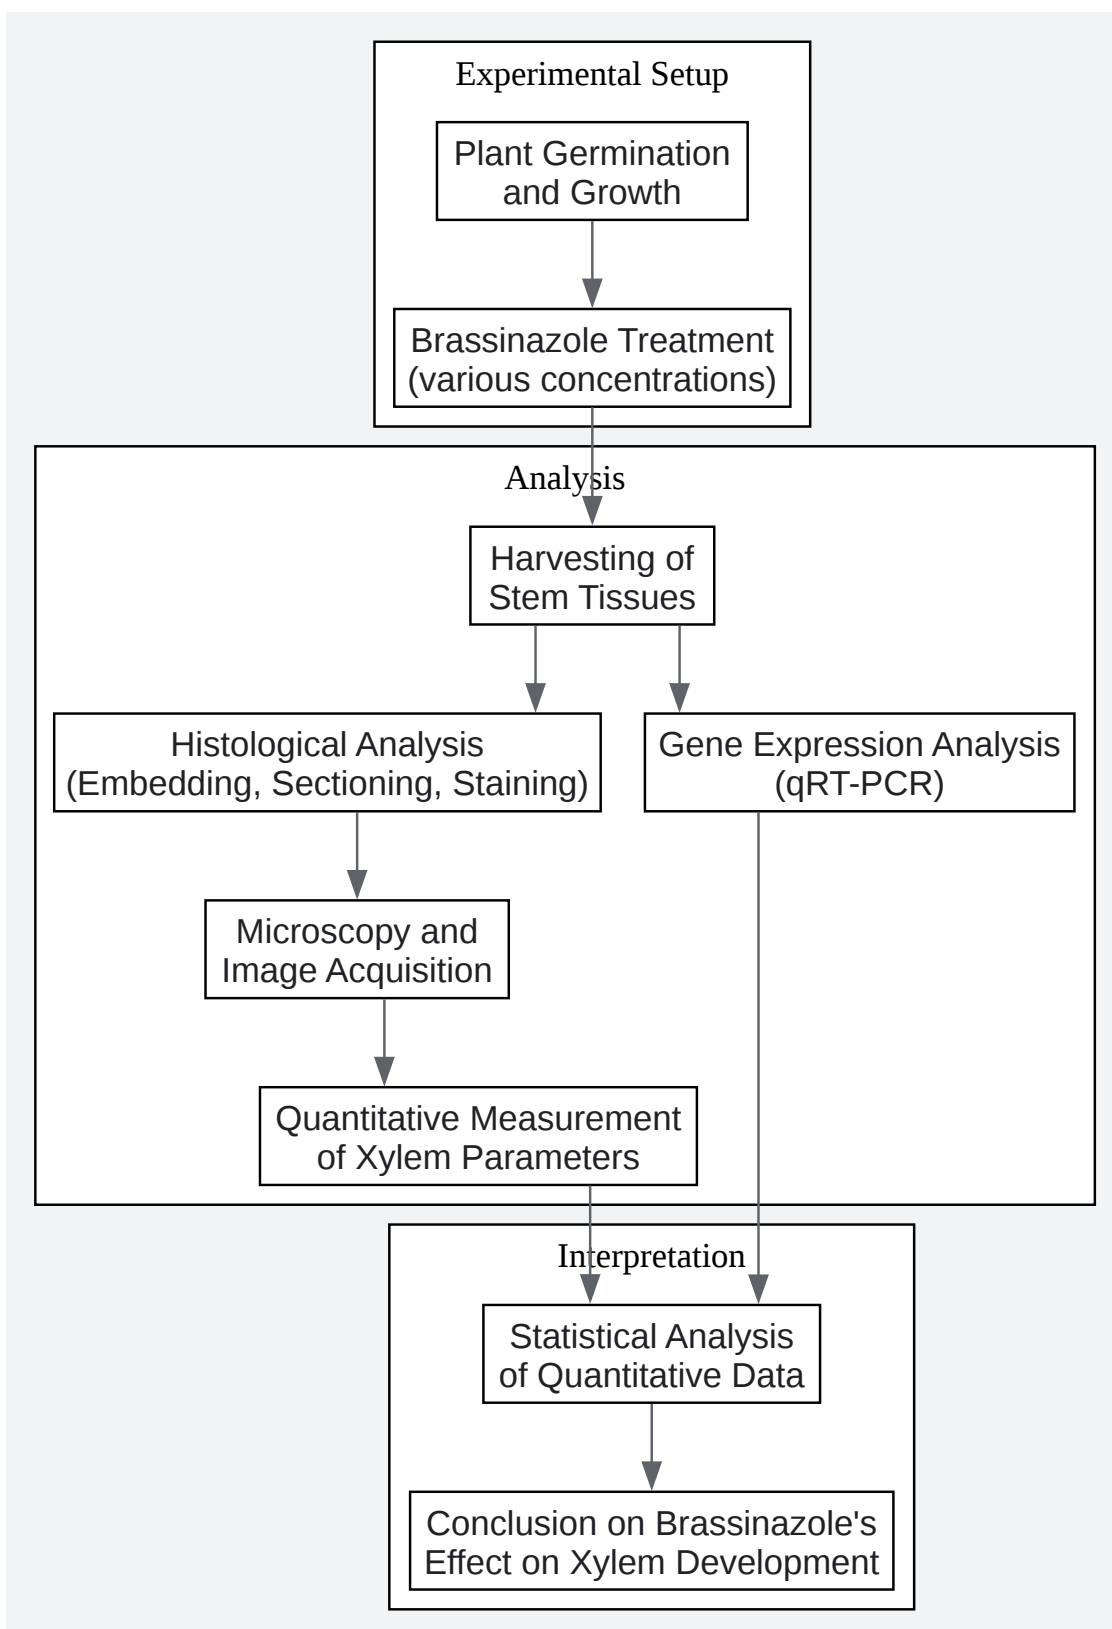 Experimental Setup
Plant Germination
and Growth
Brassinazole Treatment
(various concentrations)
Analysis
Harvesting of
Stem Tissues
Histological Analysis
(Embedding, Sectioning, Staining)
Gene Expression Analysis
(qRT-PCR)
Microscopy and
Image Acquisition
Quantitative Measurement
of Xylem Parameters
Interpretation
Statistical Analysis
of Quantitative Data
Conclusion on Brassinazole's
Effect on Xylem Development